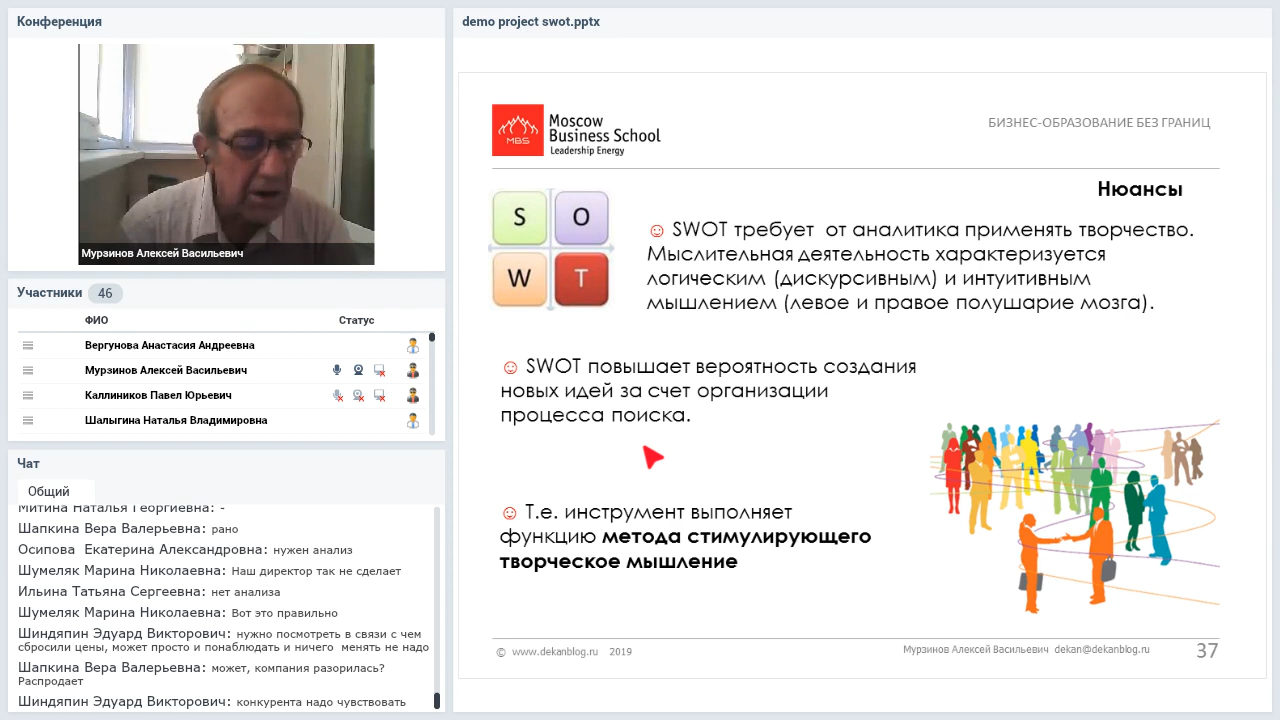 Конференция
Мурзинов Алексей Васильевич
Участники 46
ФИО Статус
Вергунова Анастасия Андреевна
Мурзинов Алексей Васильевич
Каллиников Павел Юрьевич
Шалыгина Наталья Владимировна
Чат
Общий
Митина Наталья Георгиевна: -
Шапкина Вера Валерьевна: рано
Осипова Екатерина Александровна: нужен анализ
Шумеляк Марина Николаевна: Наш директор так не сделает
Ильина Татьяна Сергеевна: нет анализа
Шумеляк Марина Николаевна: Вот это правильно
Шиндяпин Эдуард Викторович: нужно посмотреть в связи с чем
сбросили цены, может просто и понаблюдать и ничего менять не надо
Шапкина Вера Валерьевна: может, компания разорилась?
Распродает
Шиндяпин Эдуард Викторович: конкурента надо чувствовать
demo project swot.pptx
MBS
Moscow
Business School
Leadership Energy
БИЗНЕС-ОБРАЗОВАНИЕ БЕЗ ГРАНИЦ
Нюансы
S O
W T
☺ SWOT требует от аналитика применять творчество.
Мыслительная деятельность характеризуется
логическим (дискурсивным) и интуитивным
мышлением (левое и правое полушарие мозга).
☺ SWOT повышает вероятность создания
новых идей за счет организации
процесса поиска.
☺ Т.е. инструмент выполняет
функцию метода стимулирующего
творческое мышление
© www.dekanblog.ru 2019
Мурзинов Алексей Васильевич dekan@dekanblog.ru
37